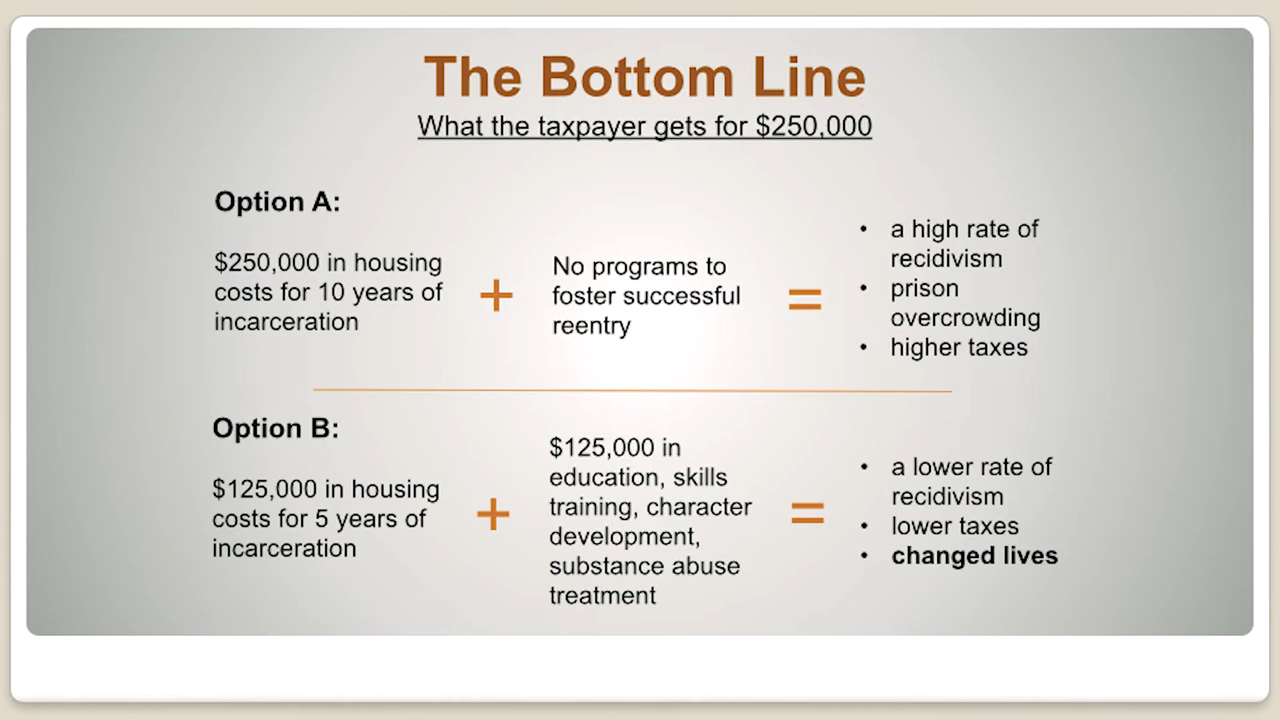 The Bottom Line
What the taxpayer gets for $250,000
Option A:
$250,000 in housing
costs for 10 years of
incarceration
+
No programs to
foster successful
reentry
=
• a high rate of
recidivism
• prison
overcrowding
• higher taxes
Option B:
$125,000 in housing
costs for 5 years of
incarceration
+
$125,000 in
education, skills
training, character
development,
substance abuse
treatment
=
• a lower rate of
recidivism
• lower taxes
• changed lives